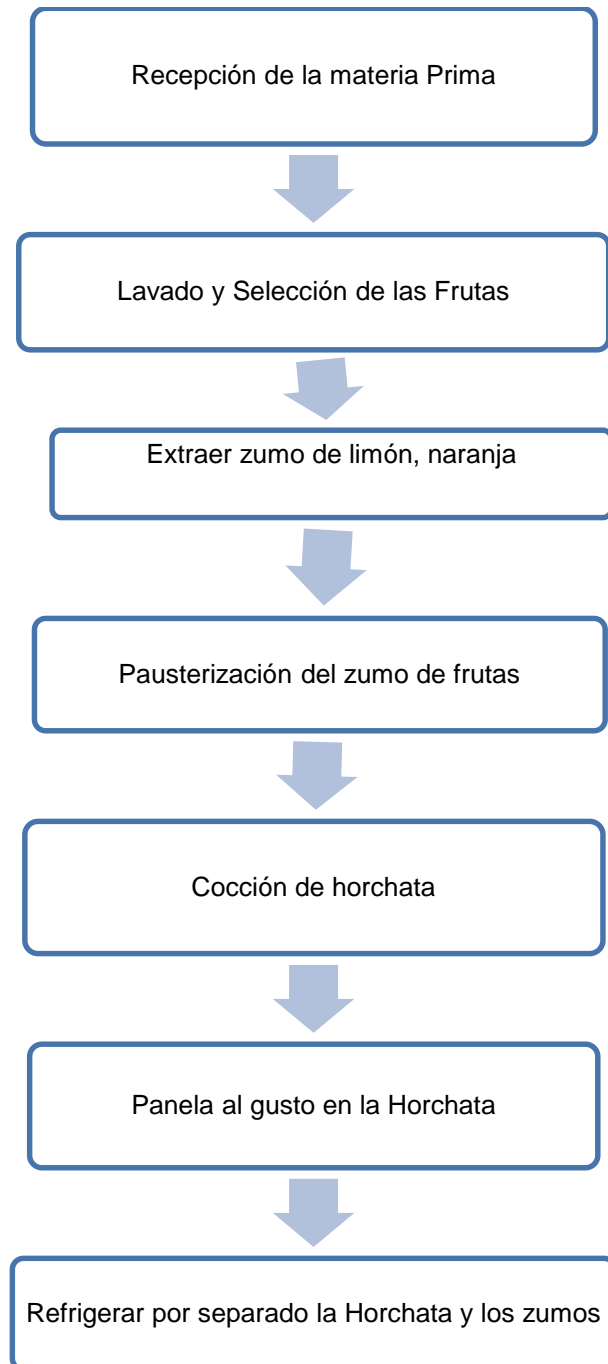 Recepción de la materia Prima
Lavado y Selección de las Frutas
Extraer zumo de limón, naranja
Pausterización del zumo de frutas
Cocción de horchata
Panela al gusto en la Horchata
Refrigerar por separado la Horchata y los zumos